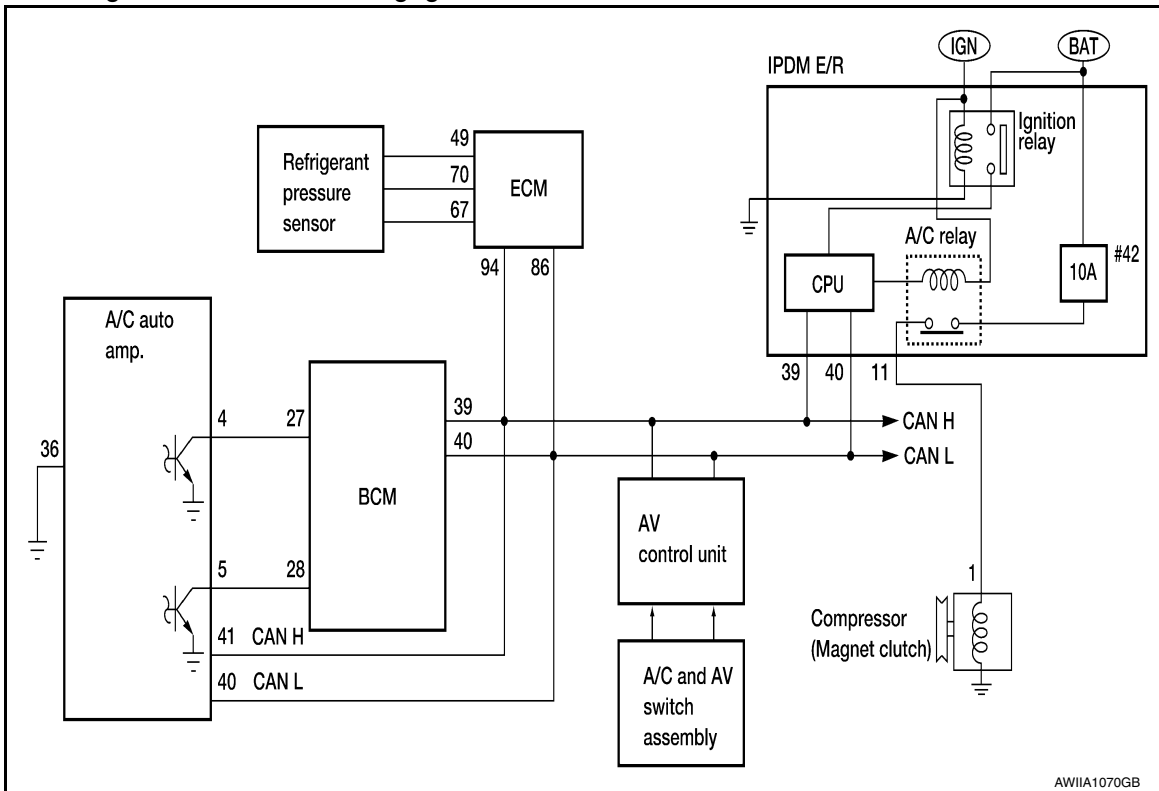 IGN
BAT
IPDM E/R
Ignition
relay
A/C relay
CPU
10A
#42
39
40
11
Refrigerant
pressure
sensor
49
70
67
ECM
94
86
A/C auto
amp.
36
4
27
5
28
41 CAN H
40 CAN L
BCM
39
40
CAN H
CAN L
AV
control unit
A/C and AV
switch
assembly
1
Compressor
(Magnet clutch)
AWIIA1070GB